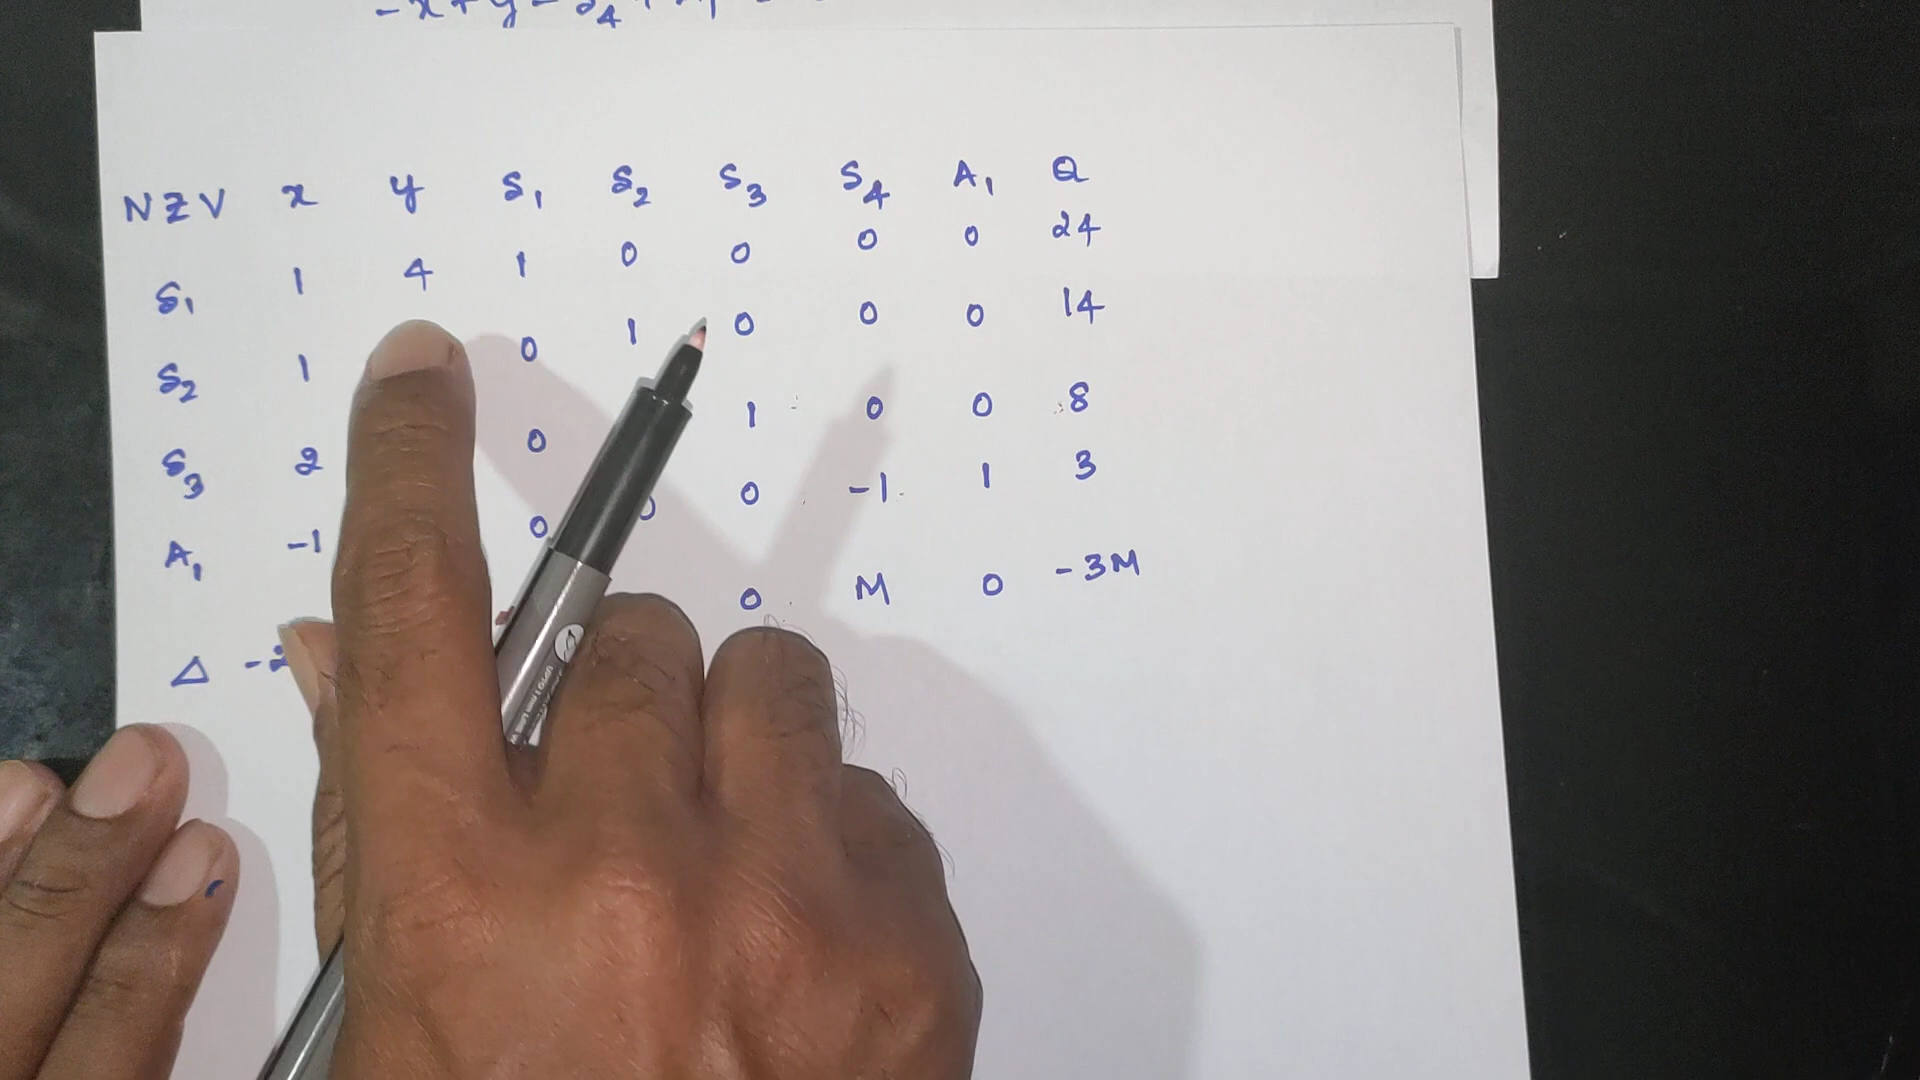 NZV x y S1 S2 S3 S4 A1 Q
S1 1 4 1 0 0 0 0 24
S2 1 0 1 0 0 0 14
S3 2 0 1 0 0 8
A1 -1 0 0 0 -1 1 3
Δ 0 M 0 -3M